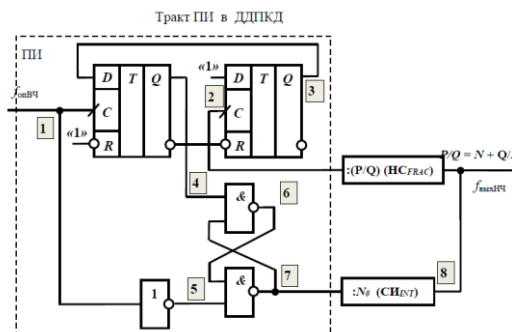 Тракт ПИ в ДДПКД
ПИ
f опВЧ
1
«1»
D T Q
C
R
2
«1»
D T Q
C
R
3
4
&
6
5
1
&
7
:(P/Q) (НС FRAC)
P/Q = N + Q/
f выхНЧ
:N₀ (СИ INT)
8